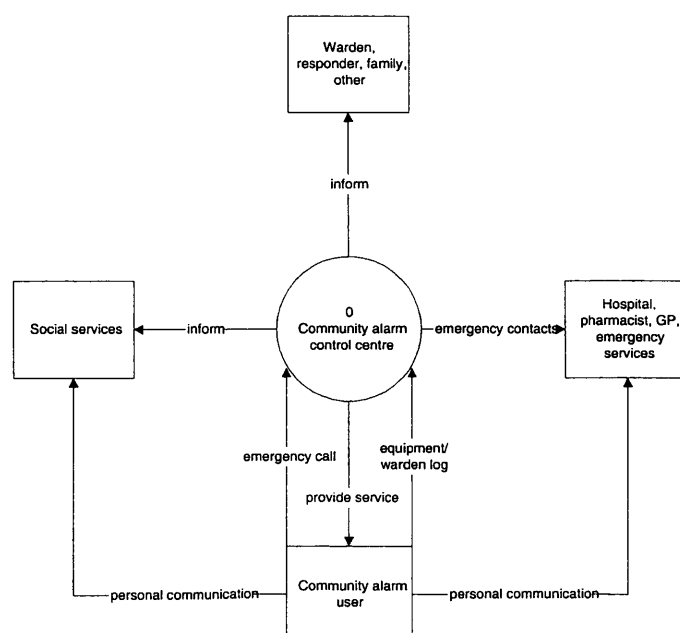 Warden,
responder, family,
other
inform
Social services
inform
0
Community alarm
control centre
emergency contacts
Hospital,
pharmacist, GP,
emergency
services
emergency call
equipment/
warden log
provide service
personal communication
Community alarm
user
personal communication